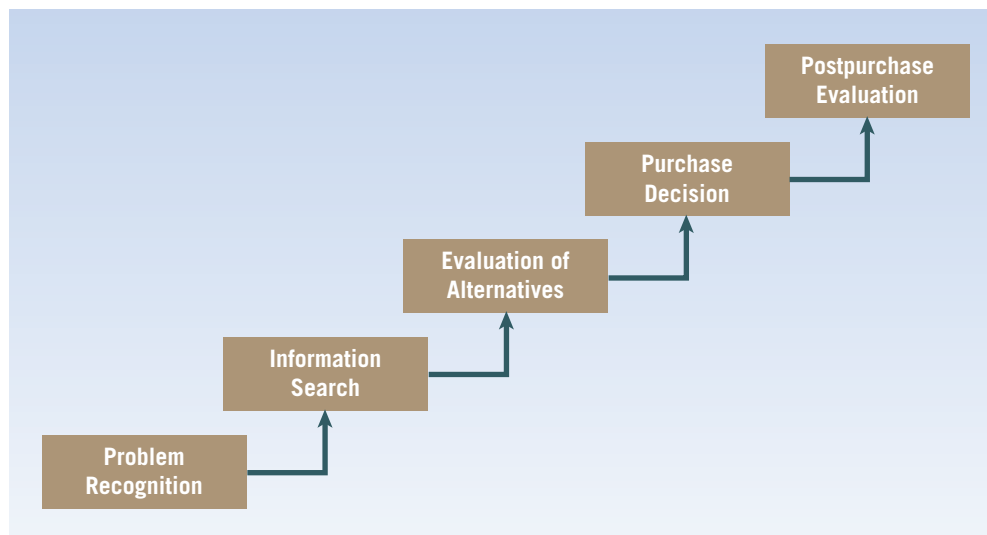 Postpurchase
Evaluation
Purchase
Decision
Evaluation of
Alternatives
Information
Search
Problem
Recognition